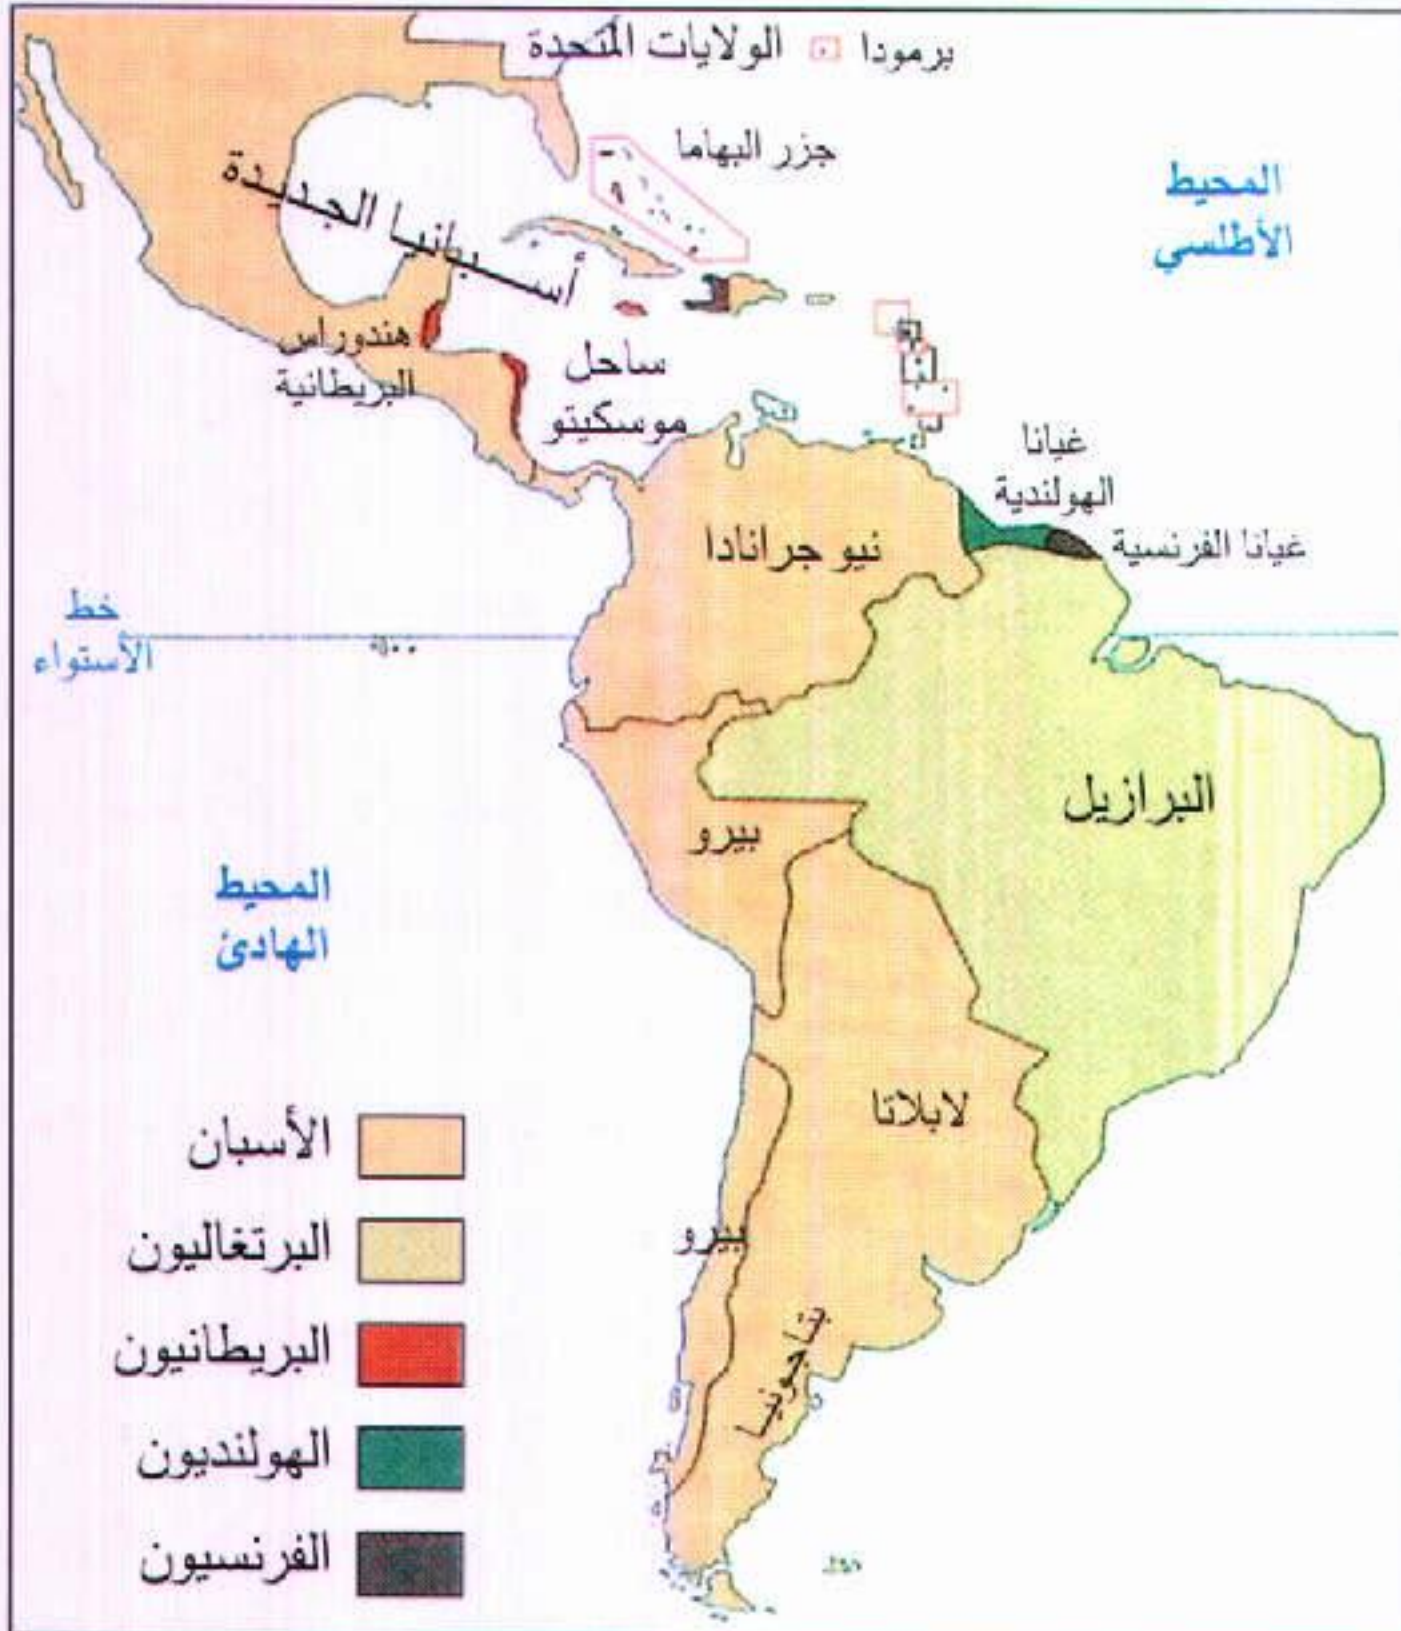 برمودا
الولايات المتحدة
جزر البهاما
المحيط
الأطلسي
أسبانيا الجديدة
هندوراس
البريطانية
ساحل
موسكيتو
غيانا
الهولندية
غيانا الفرنسية
نيو جرانادا
خط
الأستواء
البرازيل
بيرو
المحيط
الهادئ
لابلاتا
بيرو
بتاجونيا
الأسبان
البرتغاليون
البريطانيون
الهولنديون
الفرنسيون